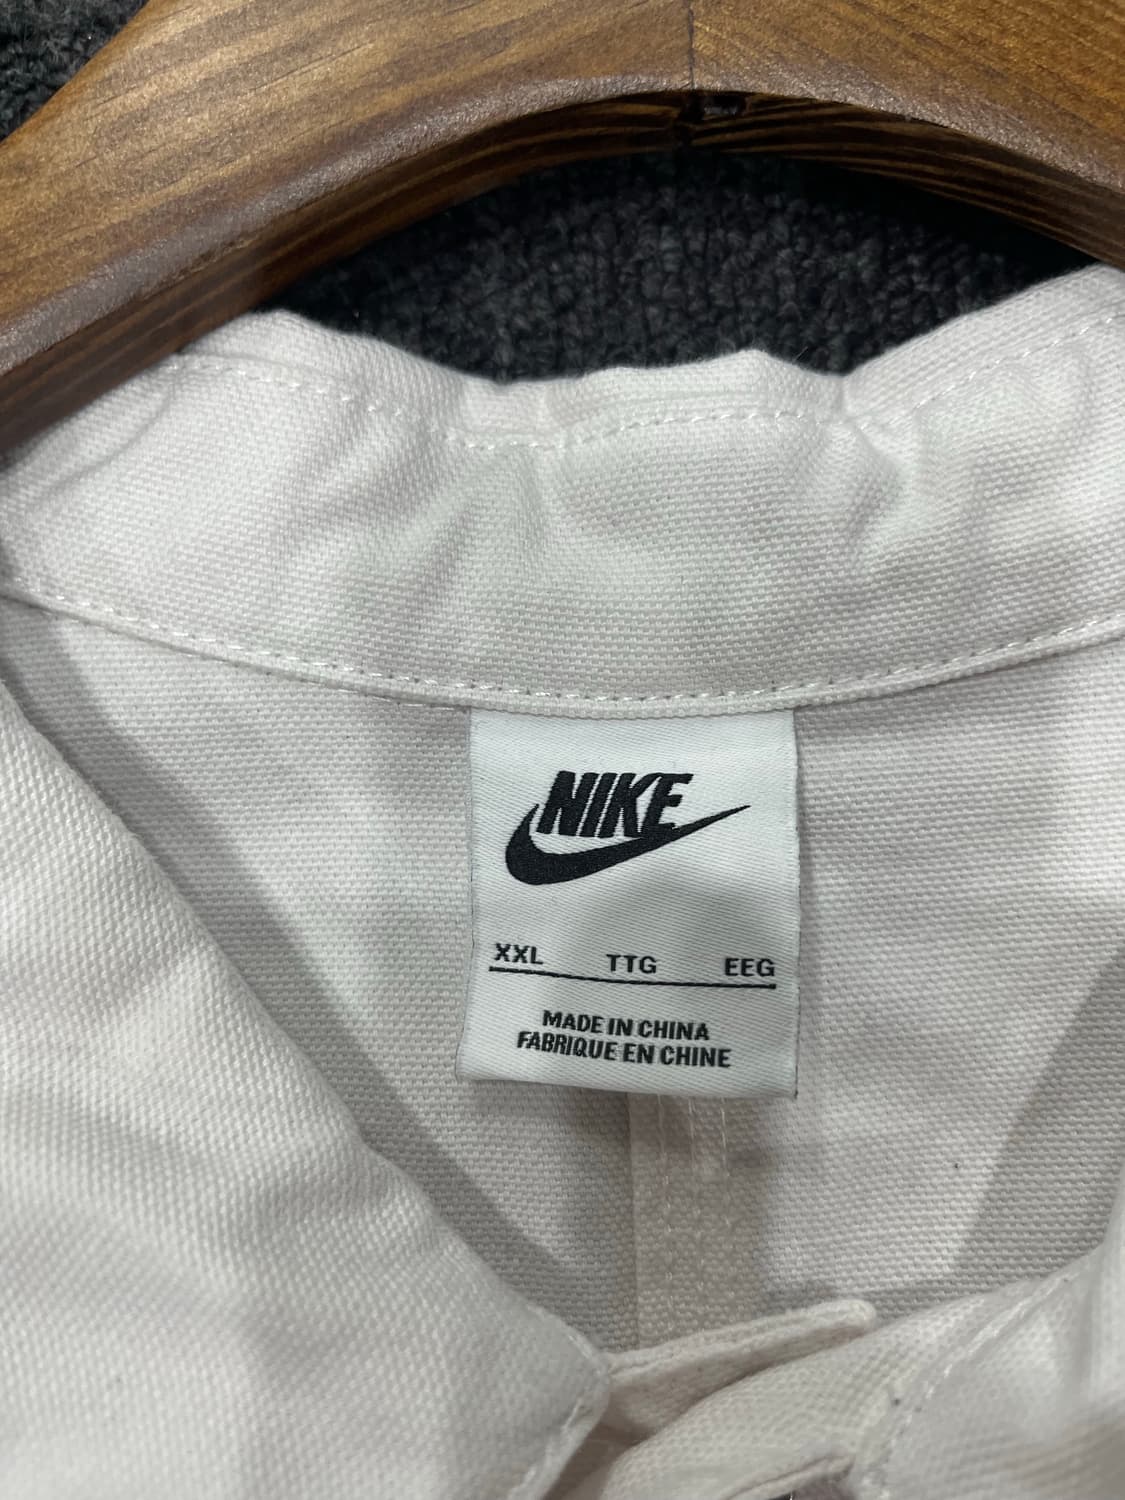 NIKE
XXL TTG EEG
MADE IN CHINA
FABRIQUE EN CHINE